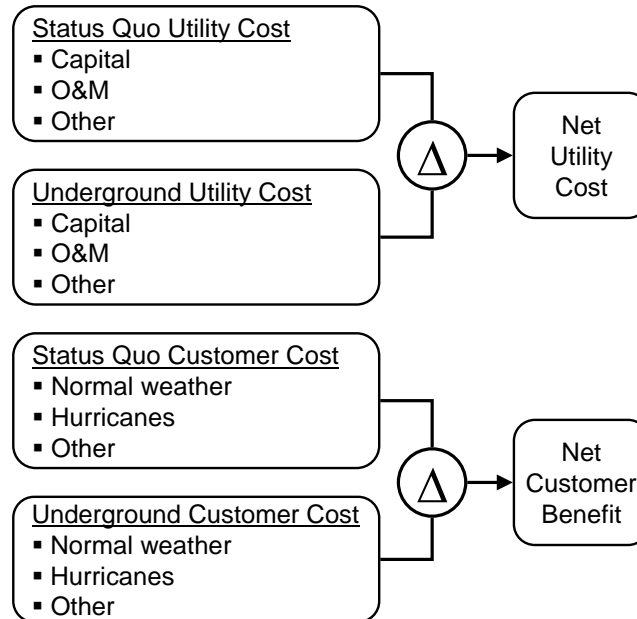 Status Quo Utility Cost
▪ Capital
▪ O&M
▪ Other
Δ
Net
Utility
Cost
Underground Utility Cost
▪ Capital
▪ O&M
▪ Other
Status Quo Customer Cost
▪ Normal weather
▪ Hurricanes
▪ Other
Δ
Net
Customer
Benefit
Underground Customer Cost
▪ Normal weather
▪ Hurricanes
▪ Other